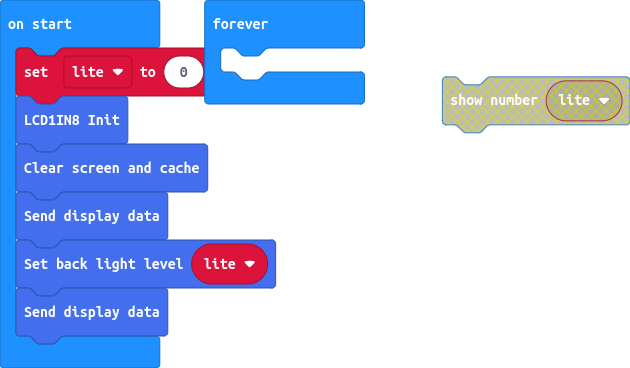 on start
set lite to 0
LCD1IN8 Init
Clear screen and cache
Send display data
Set back light level lite
Send display data
forever
show number lite